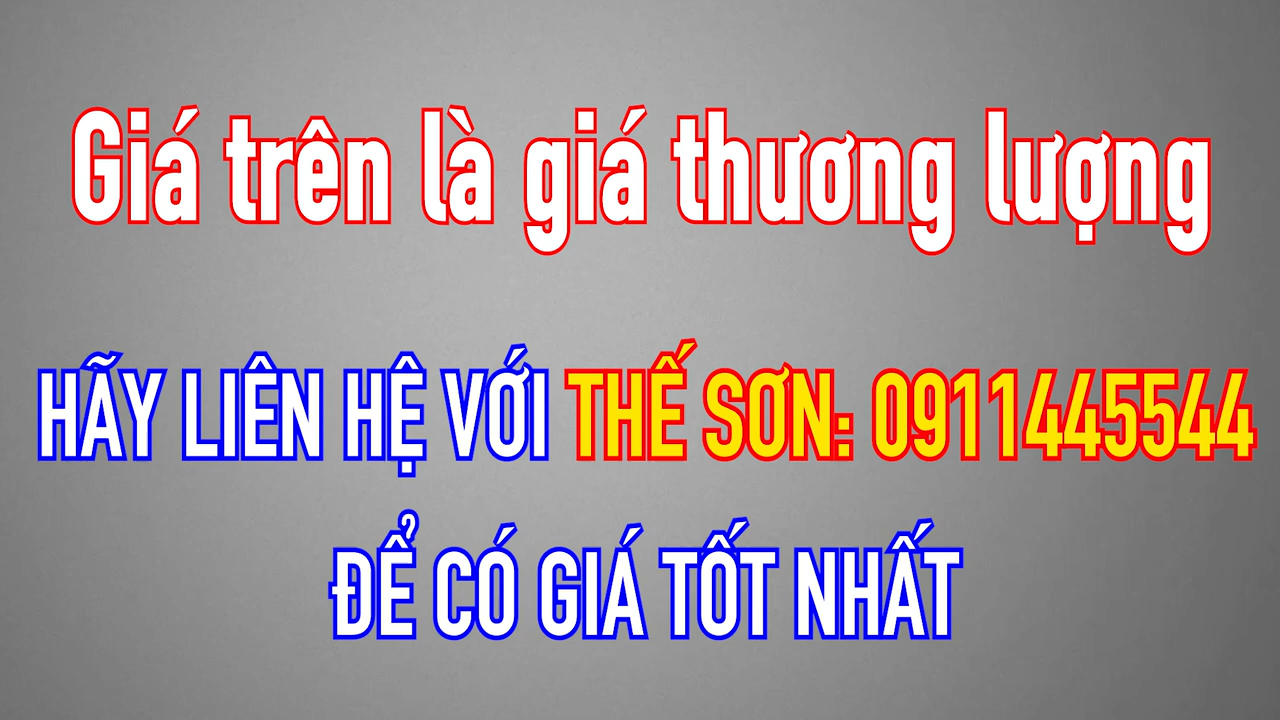 Giá trên là giá thương lượng
HÃY LIÊN HỆ VỚI THẾ SƠN: 0911445544
ĐỂ CÓ GIÁ TỐT NHẤT